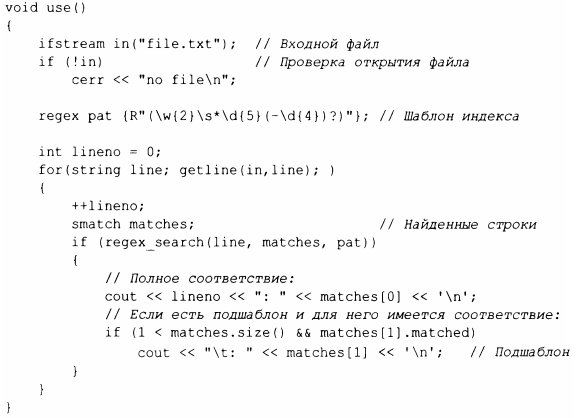 void use()
{
    ifstream in("file.txt");  // Входной файл
    if (!in)                  // Проверка открытия файла
        cerr << "no file\n";

    regex pat {R"(\w{2}\s*\d{5}(-\d{4})?)"}; // Шаблон индекса

    int lineno = 0;
    for(string line; getline(in,line); )
    {
        ++lineno;
        smatch matches;                      // Найденные строки
        if (regex_search(line, matches, pat))
        {
            // Полное соответствие:
            cout << lineno << ": " << matches[0] << '\n';
            // Если есть подшаблон и для него имеется соответствие:
            if (1 < matches.size() && matches[1].matched)
                cout << "\t: " << matches[1] << '\n';   // Подшаблон
        }
    }
}